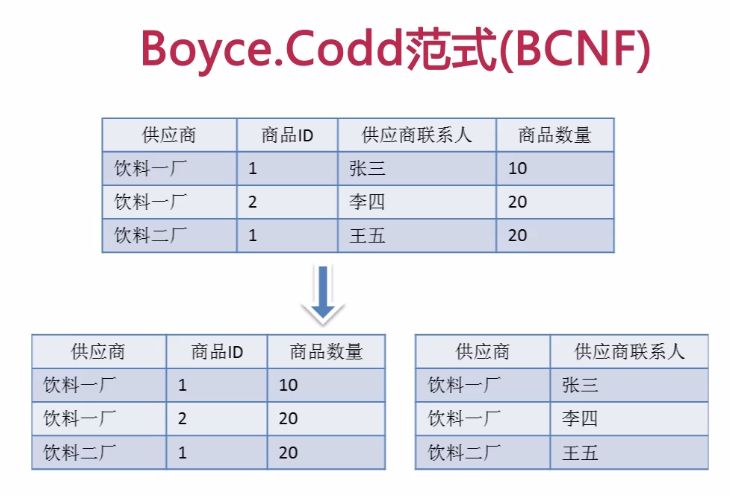 Boyce.Codd范式(BCNF)
供应商 商品ID 供应商联系人 商品数量
饮料一厂 1 张三 10
饮料一厂 2 李四 20
饮料二厂 1 王五 20
供应商 商品ID 商品数量
饮料一厂 1 10
饮料一厂 2 20
饮料二厂 1 20
供应商 供应商联系人
饮料一厂 张三
饮料一厂 李四
饮料二厂 王五